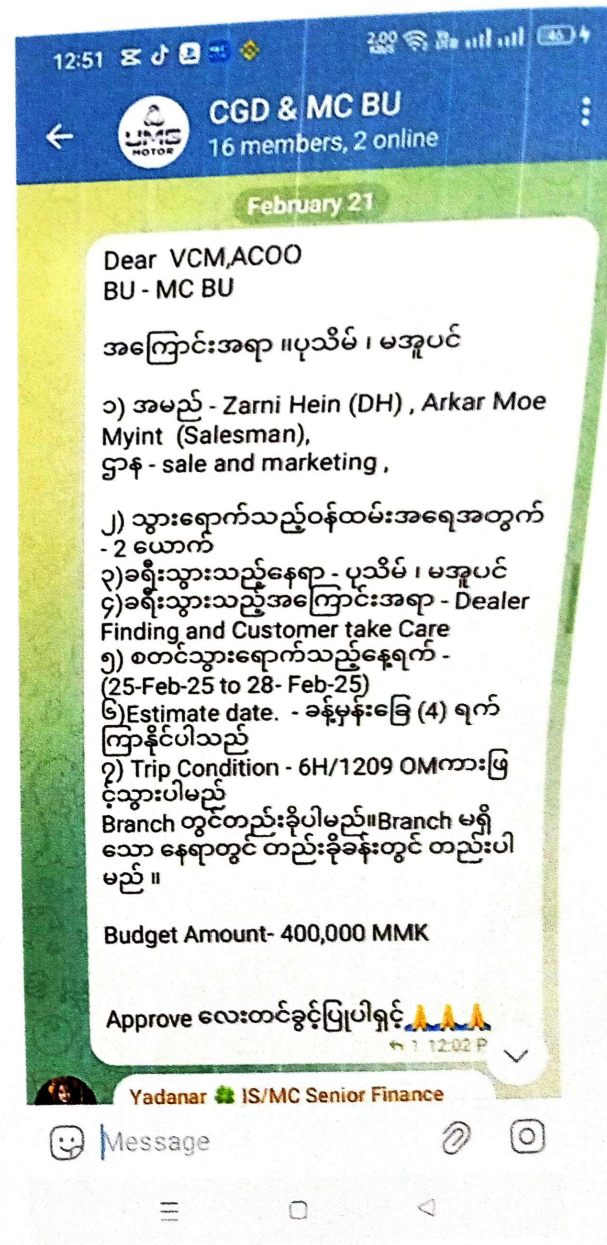 12:51
2.00 KB/S
46
UMG
MOTOR
CGD & MC BU
16 members, 2 online
February 21
Dear VCM,ACOO
BU - MC BU
အကြောင်းအရာ ။ပုသိမ် ၊ မအူပင်
၁) အမည် - Zarni Hein (DH) , Arkar Moe
Myint (Salesman),
ဌာန - sale and marketing ,
၂) သွားရောက်သည့်ဝန်ထမ်းအရေအတွက်
- 2 ယောက်
၃)ခရီးသွားသည့်နေရာ - ပုသိမ် ၊ မအူပင်
၄)ခရီးသွားသည့်အကြောင်းအရာ - Dealer
Finding and Customer take Care
၅) စတင်သွားရောက်သည့်နေ့ရက် -
(25-Feb-25 to 28- Feb-25)
၆)Estimate date. - ခန့်မှန်းခြေ (4) ရက်
ကြာနိုင်ပါသည်
၇) Trip Condition - 6H/1209 OMကားဖြ
င့်သွားပါမည်
Branch တွင်တည်းခိုပါမည်။Branch မရှိ
သော နေရာတွင် တည်းခိုခန်းတွင် တည်းပါ
မည် ။
Budget Amount- 400,000 MMK
Approve လေးတင်ခွင့်ပြုပါရှင့်🙏🙏🙏
1 12:02 P
Yadanar 🍀 IS/MC Senior Finance
Message